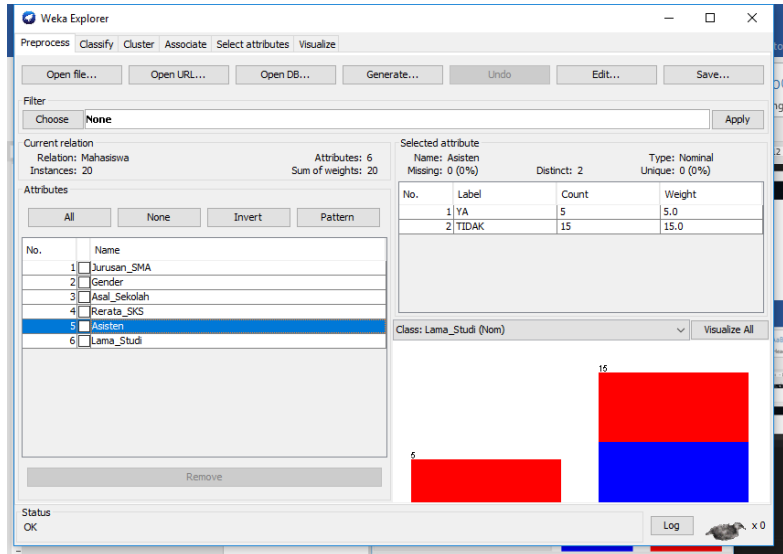 Weka Explorer
Preprocess Classify Cluster Associate Select attributes Visualize
Open file... Open URL... Open DB... Generate... Undo Edit... Save...
Filter
Choose None Apply
Current relation
Relation: Mahasiswa Attributes: 6
Instances: 20 Sum of weights: 20
Selected attribute
Name: Asisten Type: Nominal
Missing: 0 (0%) Distinct: 2 Unique: 0 (0%)
Attributes
All None Invert Pattern
No. Name
1 Jurusan_SMA
2 Gender
3 Asal_Sekolah
4 Rerata_SKS
5 Asisten
6 Lama_Studi
Remove
No. Label Count Weight
1 YA 5 5.0
2 TIDAK 15 15.0
Class: Lama_Studi (Nom) Visualize All
15
5
Status
OK
Log x 0